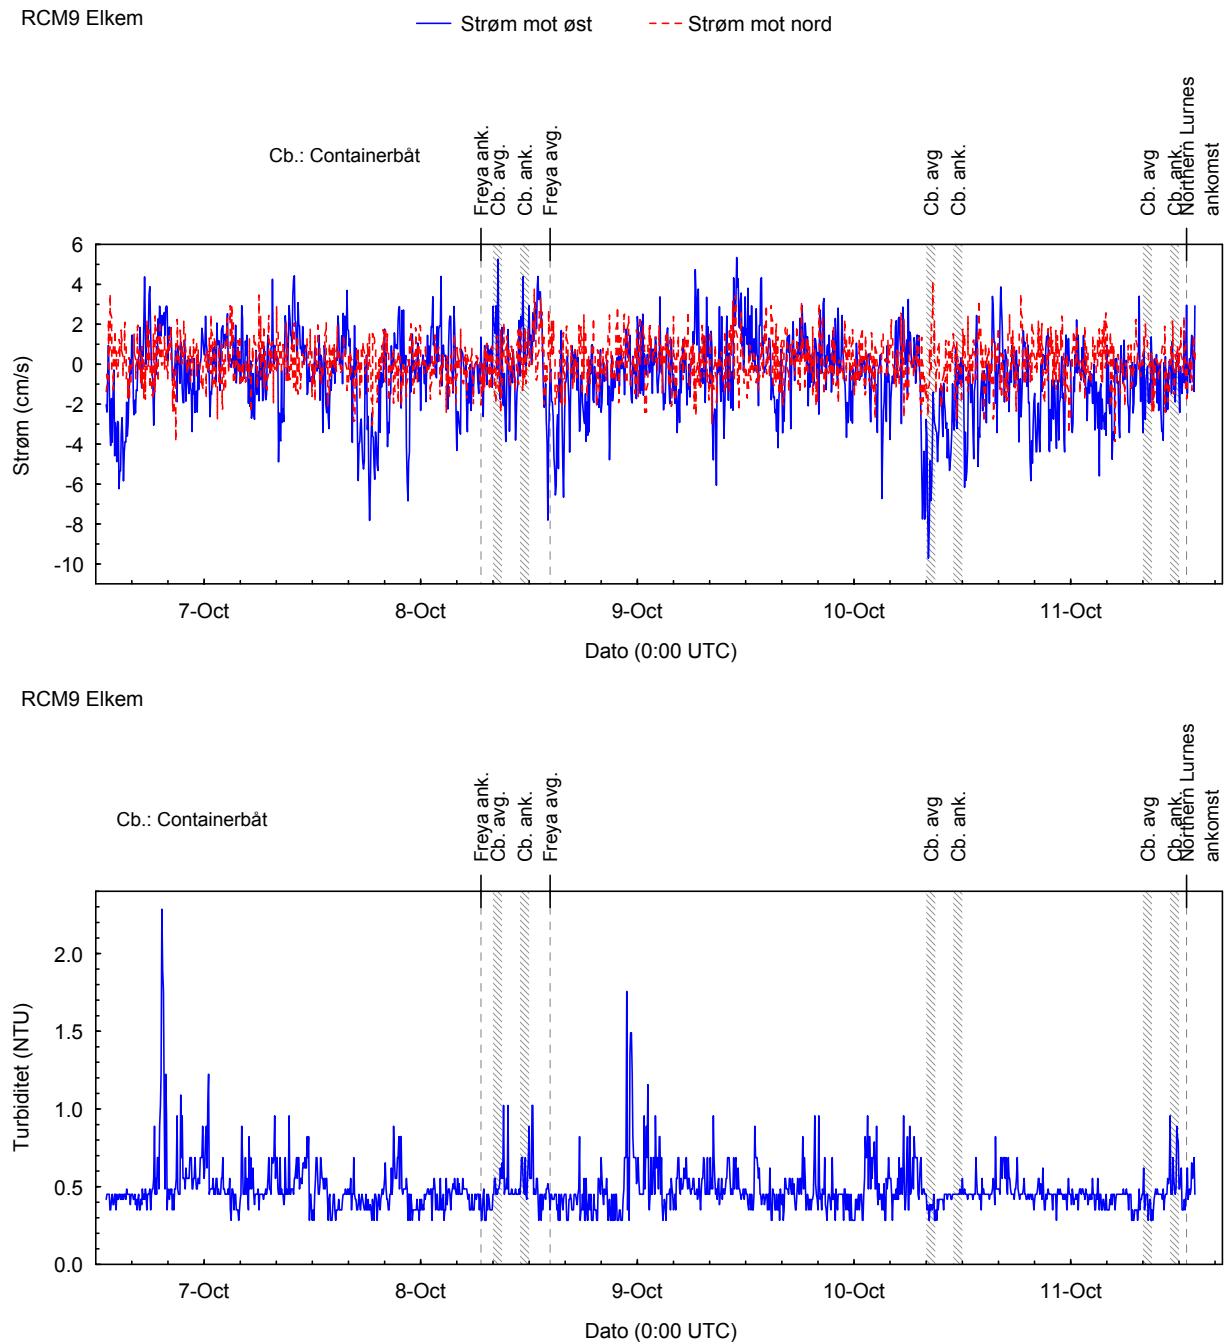 RCM9 Elkem
Strøm mot øst
Strøm mot nord
Cb.: Containerbåt
Freya ank.
Cb. avg.
Cb. ank.
Freya avg.
Cb. avg
Cb. ank.
Cb. avg
Cb. ank.
Northern Lurnes
ankomst
Strøm (cm/s)
6
4
2
0
-2
-4
-6
-8
-10
7-Oct
8-Oct
9-Oct
10-Oct
11-Oct
Dato (0:00 UTC)
RCM9 Elkem
Cb.: Containerbåt
Freya ank.
Cb. avg.
Cb. ank.
Freya avg.
Cb. avg
Cb. ank.
Cb. avg
Cb. ank.
Northern Lurnes
ankomst
Turbiditet (NTU)
2.0
1.5
1.0
0.5
0.0
7-Oct
8-Oct
9-Oct
10-Oct
11-Oct
Dato (0:00 UTC)